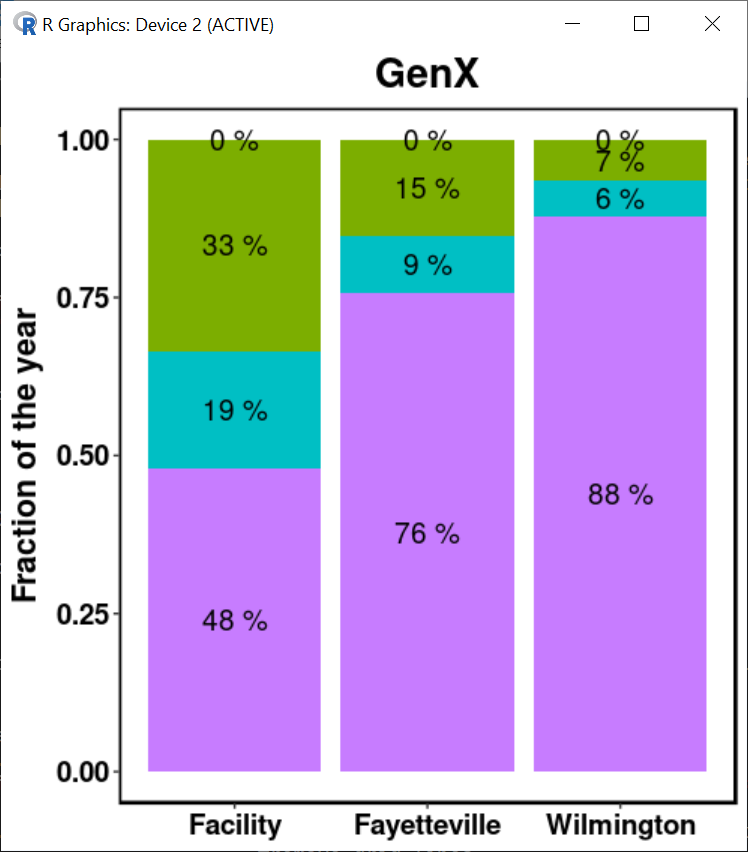 R Graphics: Device 2 (ACTIVE)
GenX
Fraction of the year
1.00
0.75
0.50
0.25
0.00
0 %
33 %
19 %
48 %
0 %
15 %
9 %
76 %
0 %
7 %
6 %
88 %
Facility
Fayetteville
Wilmington